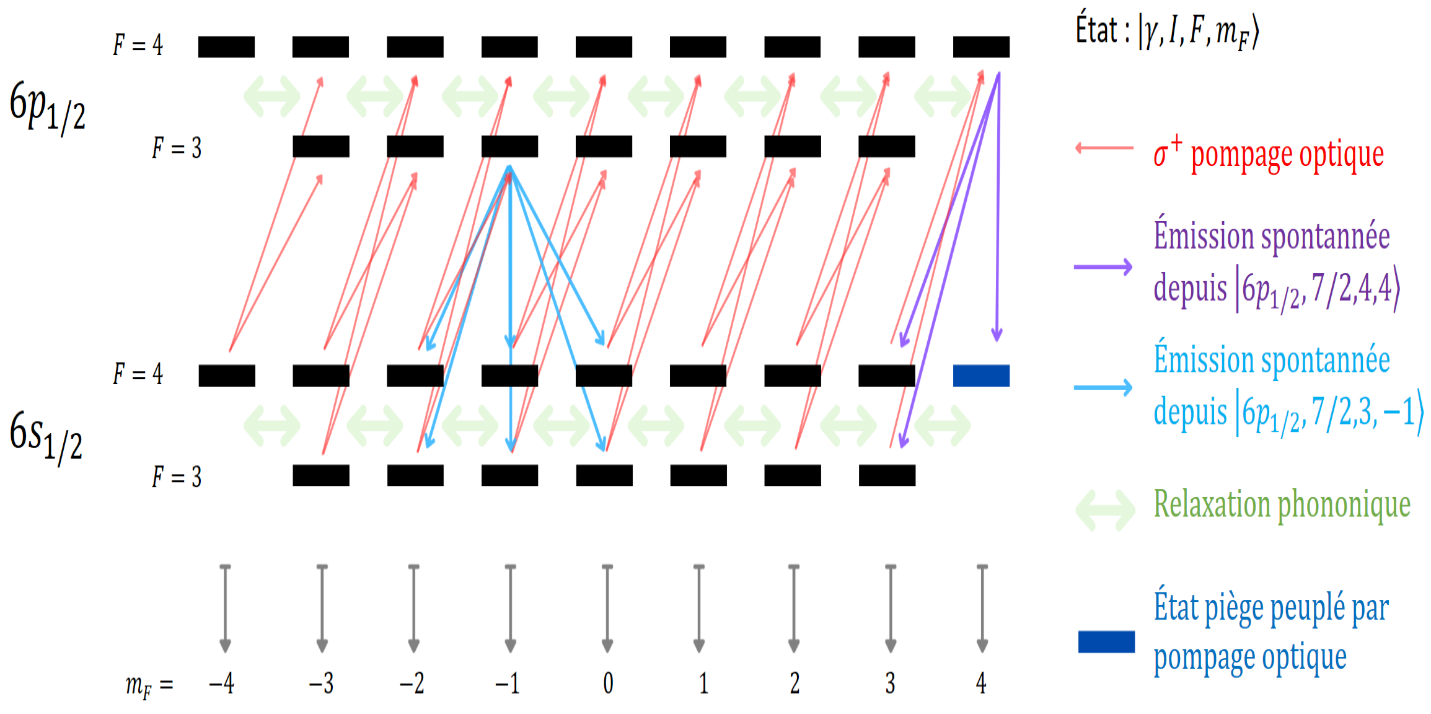 F = 4
6p_{1/2}
F = 3
F = 4
6s_{1/2}
F = 3
m_F = −4 −3 −2 −1 0 1 2 3 4
État : |γ, I, F, m_F⟩
σ⁺ pompage optique
Émission spontannée
depuis |6p_{1/2}, 7/2,4,4⟩
Émission spontannée
depuis |6p_{1/2}, 7/2,3, −1⟩
Relaxation phononique
État piège peuplé par
pompage optique